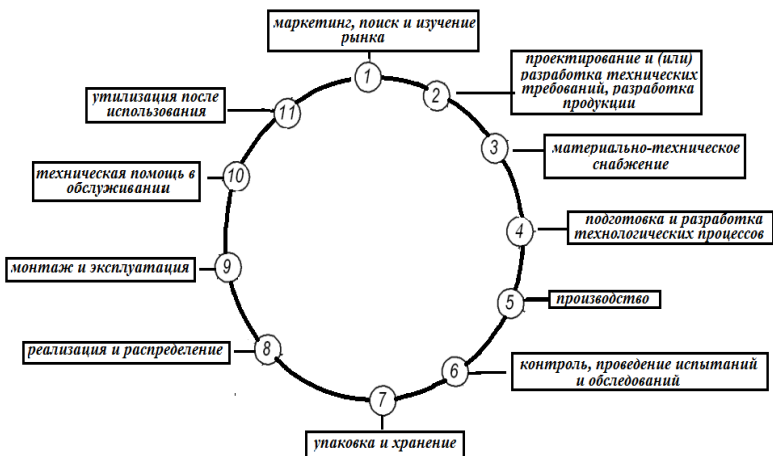 маркетинг, поиск и изучение
рынка
1
проектирование и (или)
разработка технических
требований, разработка
продукции
2
материально-техническое
снабжение
3
подготовка и разработка
технологических процессов
4
производство
5
контроль, проведение испытаний
и обследований
6
упаковка и хранение
7
реализация и распределение
8
монтаж и эксплуатация
9
техническая помощь в
обслуживании
10
утилизация после
использования
11